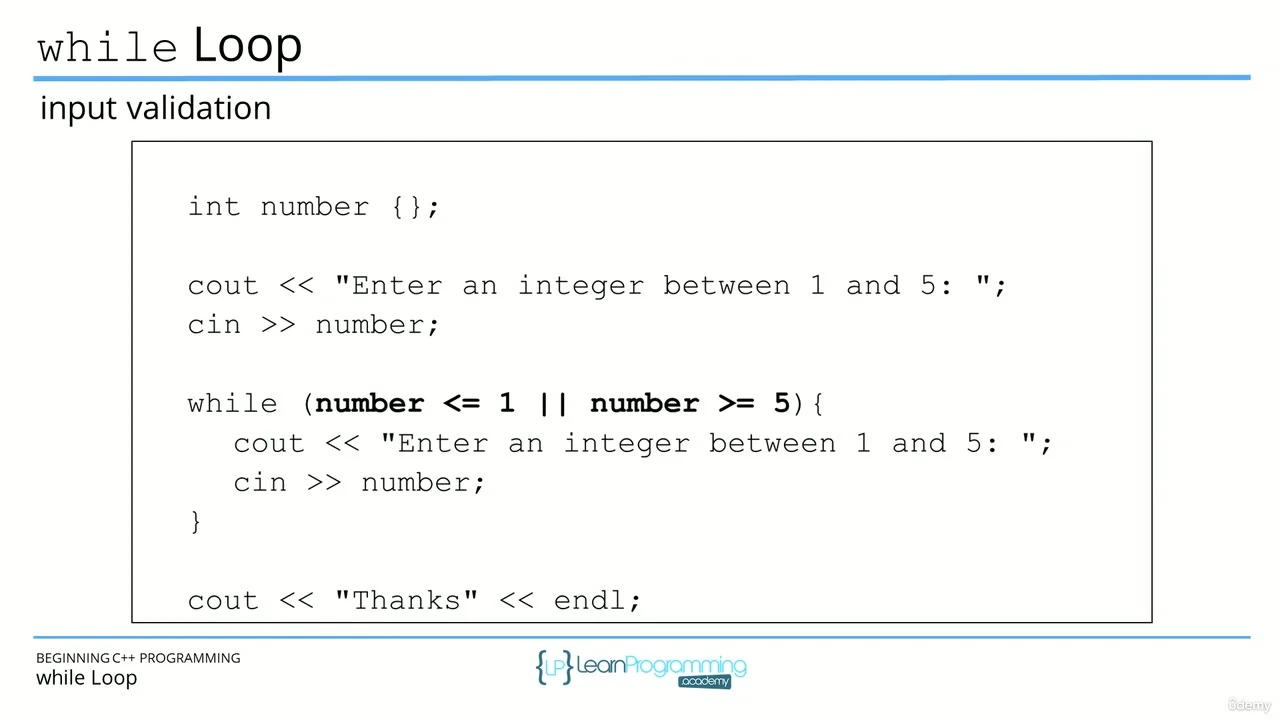 while Loop
input validation
int number {};
cout << "Enter an integer between 1 and 5: ";
cin >> number;
while (number <= 1 || number >= 5){
cout << "Enter an integer between 1 and 5: ";
cin >> number;
}
cout << "Thanks" << endl;
BEGINNING C++ PROGRAMMING
while Loop
{LP} LearnProgramming
.academy
ûdemy